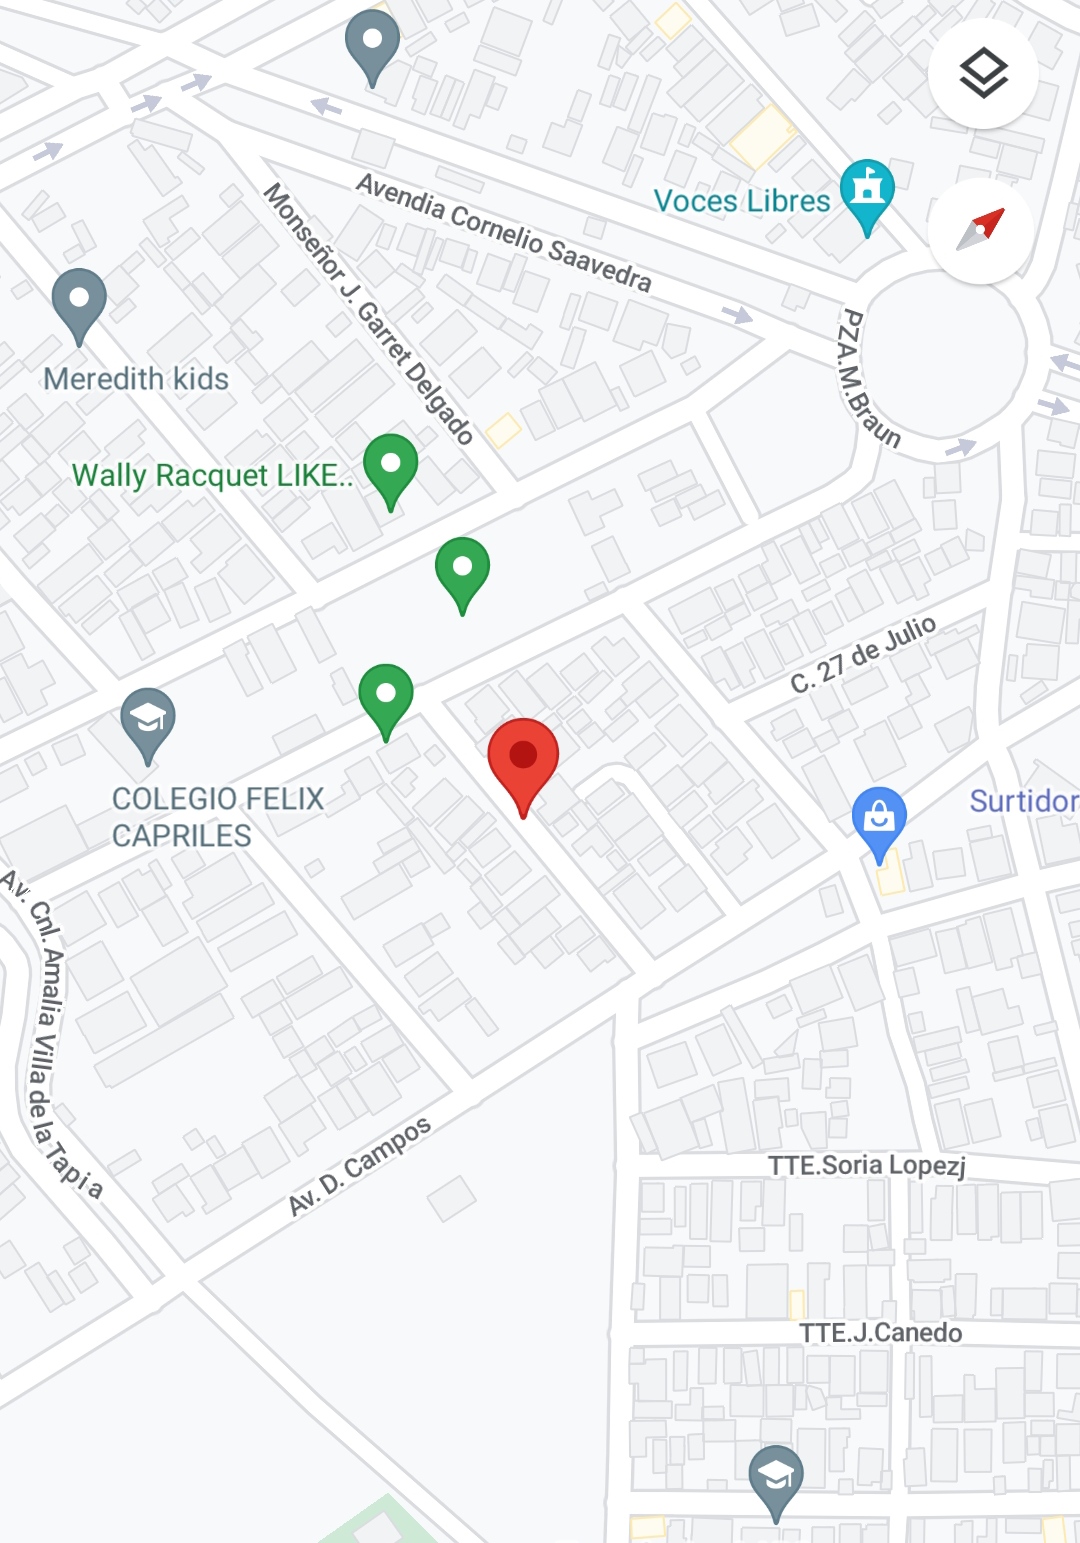 Voces Libres
Avendia Cornelio Saavedra
Monseñor J. Garret Delgado
PZA.M.Braun
Meredith kids
Wally Racquet LIKE..
C. 27 de Julio
COLEGIO FELIX
CAPRILES
Surtidor
Av. Cnl. Amalia Villa de la Tapia
Av. D. Campos
TTE.Soria Lopezj
TTE.J.Canedo